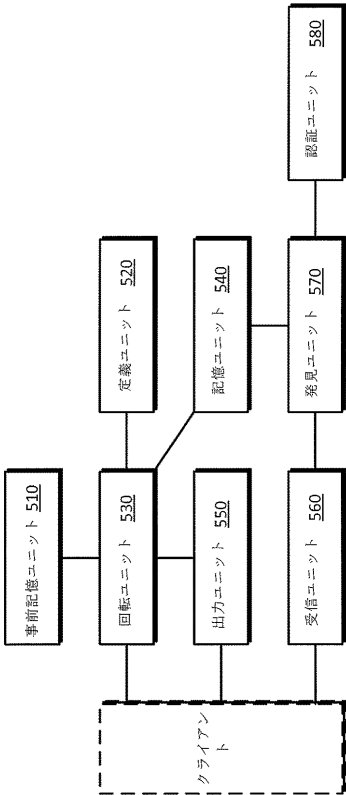 事前記憶ユニット 510
回転ユニット 530
定義ユニット 520
出力ユニット 550
記憶ユニット 540
受信ユニット 560
発見ユニット 570
認証ユニット 580
クライアン
ト